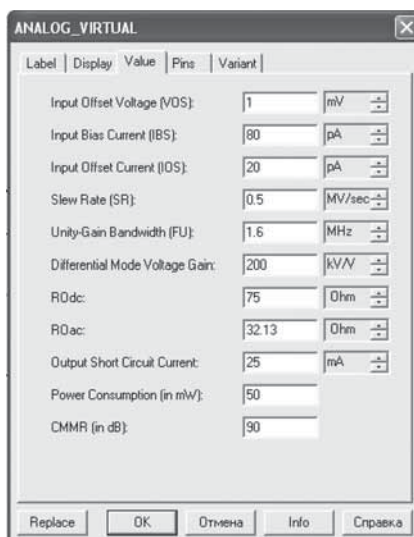 ANALOG_VIRTUAL
Label Display Value Pins Variant
Input Offset Voltage (VOS): 1 mV
Input Bias Current (IBS): 80 pA
Input Offset Current (IOS): 20 pA
Slew Rate (SR): 0.5 MV/sec
Unity-Gain Bandwidth (FU): 1.6 MHz
Differential Mode Voltage Gain: 200 kV/V
ROdc: 75 Ohm
ROac: 32.13 Ohm
Output Short Circuit Current: 25 mA
Power Consumption (in mW): 50
CMMR (in dB): 90
Replace OK Отмена Info Справка